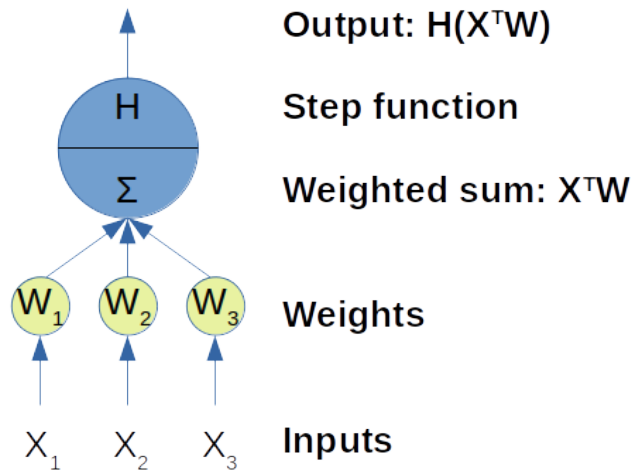 Output: H(XᵀW)
H
Step function
Σ
Weighted sum: XᵀW
W₁ W₂ W₃
Weights
X₁ X₂ X₃
Inputs